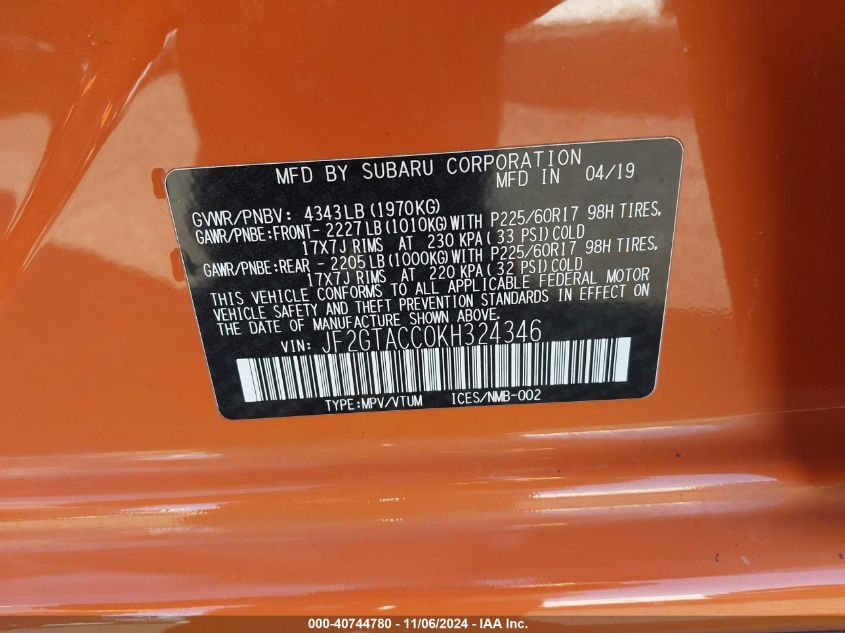 MFD BY SUBARU CORPORATION
MFD IN 04/19
GVWR/PNBV: 4343LB (1970KG)
GAWR/PNBE:FRONT- 2227 LB (1010KG) WITH P225/60R17 98H TIRES,
17X7J RIMS AT 230 KPA( 33 PSI) COLD
GAWR/PNBE:REAR - 2205 LB (1000KG) WITH P225/60R17 98H TIRES,
17X7J RIMS AT 220 KPA( 32 PSI) COLD
THIS VEHICLE CONFORMS TO ALL APPLICABLE FEDERAL MOTOR
VEHICLE SAFETY AND THEFT PREVENTION STANDARDS IN EFFECT ON
THE DATE OF MANUFACTURE SHOWN ABOVE.
VIN: JF2GTACC0KH324346
TYPE:MPV/VTUM ICES/NMB-002
000-40744780 - 11/06/2024 - IAA Inc.